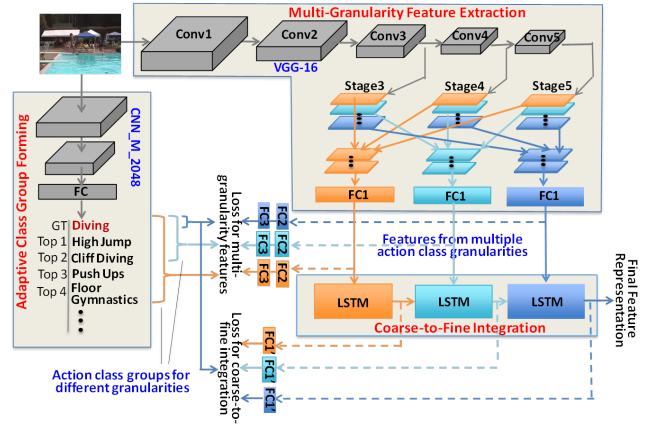 Multi-Granularity Feature Extraction
Conv1
Conv2
Conv3
Conv4
Conv5
VGG-16
Stage3
Stage4
Stage5
FC1
FC1
FC1
Adaptive Class Group Forming
CNN_M_2048
FC
GT Diving
Top 1 High Jump
Top 2 Cliff Diving
Top 3 Push Ups
Top 4 Floor
Gymnastics
Action class groups for
different granularities
Loss for multi-
granularity features
FC3 FC2
FC3 FC2
FC3 FC2
Features from multiple
action class granularities
LSTM
LSTM
LSTM
Coarse-to-Fine Integration
Final Feature
Representation
Loss for coarse-to-
fine integration
FC1'
FC1'
FC1'